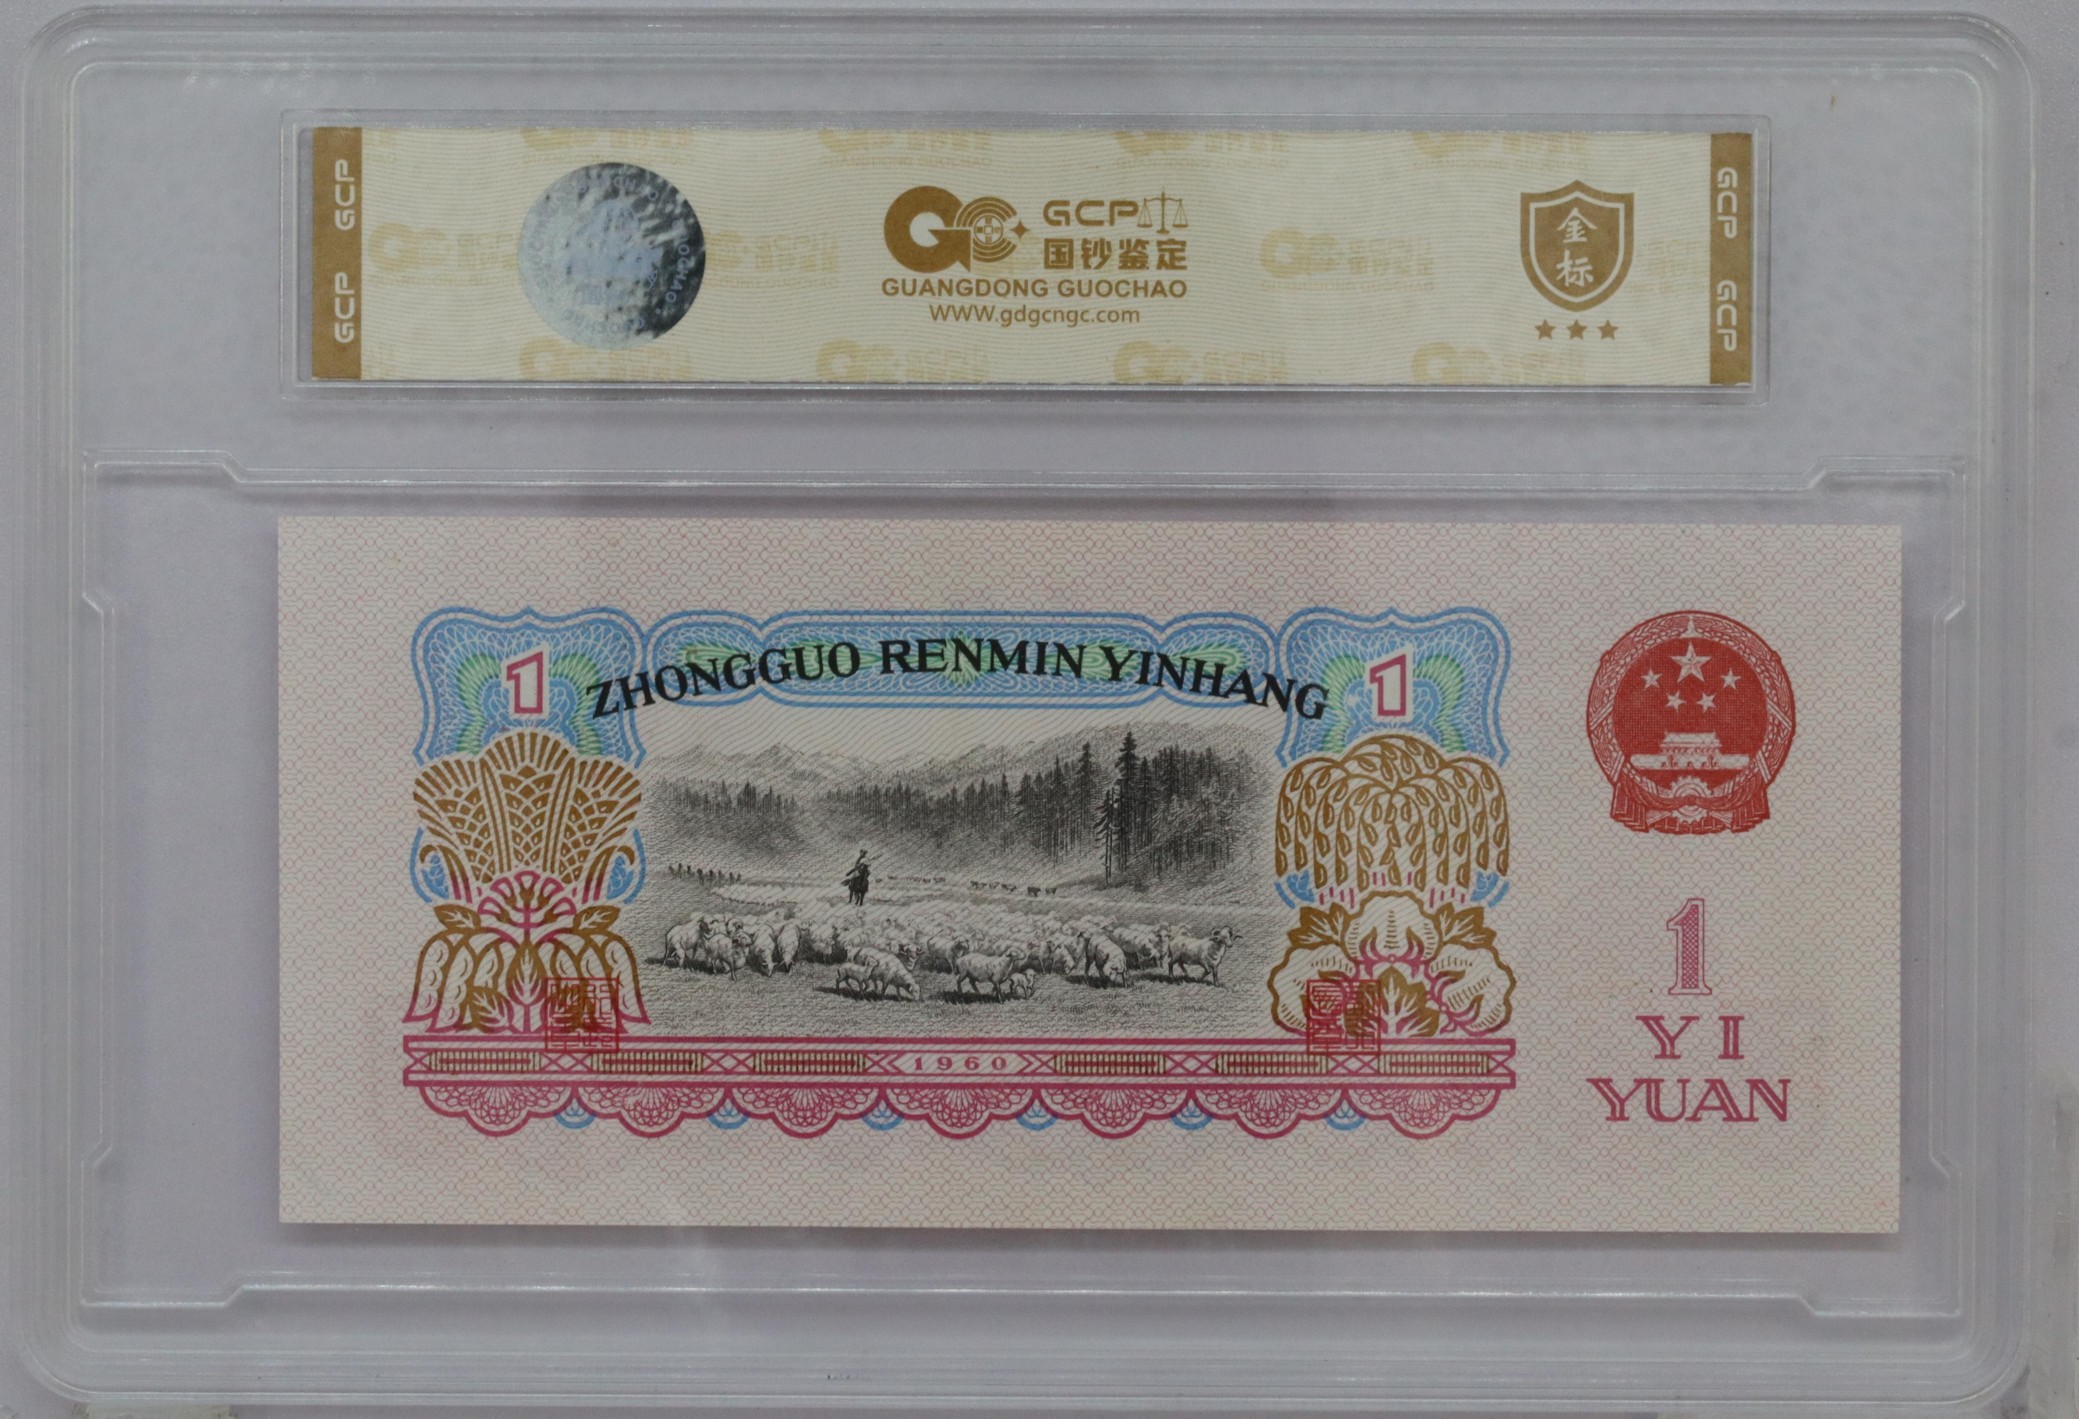 GCP GCP
GCP
国钞鉴定
GUANGDONG GUOCHAO
www.gdgcngc.com
金标
GCP GCP
1 ZHONGGUO RENMIN YINHANG 1
1960
1
YI
YUAN